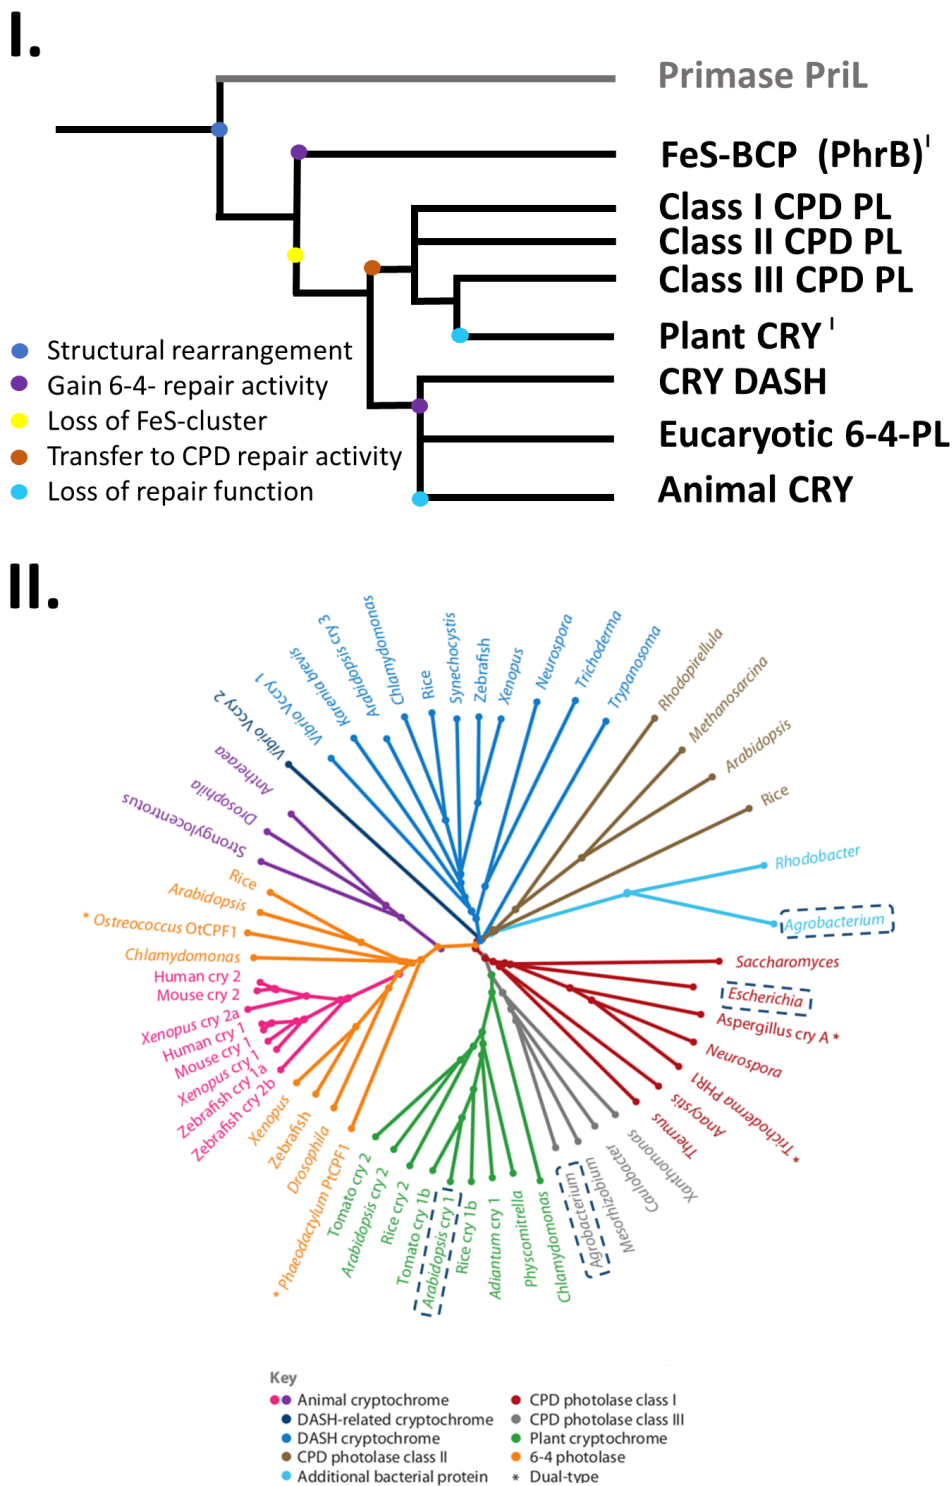 I.
Primase PriL
FeS-BCP (PhrB) I
Class I CPD PL
Class II CPD PL
Class III CPD PL
Plant CRY I
CRY DASH
Eucaryotic 6-4-PL
Animal CRY
Structural rearrangement
Gain 6-4- repair activity
Loss of FeS-cluster
Transfer to CPD repair activity
Loss of repair function
II.
Vibrio Vccry 2
Vibrio Vccry 1
Karenia brevis
Arabidopsis cry 3
Chlamydomonas
Rice
Synechocystis
Zebrafish
Xenopus
Neurospora
Trichoderma
Trypanosoma
Rhodopirellula
Methanosarcina
Arabidopsis
Rice
Rhodobacter
Agrobacterium
Saccharomyces
Escherichia
Aspergillus cry A *
Neurospora
Trichoderma PHR1 *
Anacystis
Thermus
Xanthomonas
Caulobacter
Mesorhizobium
Agrobacterium
Chlamydomonas
Physcomitrella
Adiantum cry 1
Rice cry 1b
Arabidopsis cry 1
Tomato cry 1b
Rice cry 2
Arabidopsis cry 2
Tomato cry 2
* Phaeodactylum PtCPF1
Drosophila
Zebrafish
Xenopus
Zebrafish cry 2b
Zebrafish cry 1a
Xenopus cry 1
Mouse cry 1
Human cry 1
Xenopus cry 2a
Mouse cry 2
Human cry 2
Chlamydomonas
* Ostreococcus OtCPF1
Arabidopsis
Rice
Strongylocentrotus
Drosophila
Antheraea
Key
Animal cryptochrome
DASH-related cryptochrome
DASH cryptochrome
CPD photolase class II
Additional bacterial protein
CPD photolase class I
CPD photolase class III
Plant cryptochrome
6-4 photolase
* Dual-type